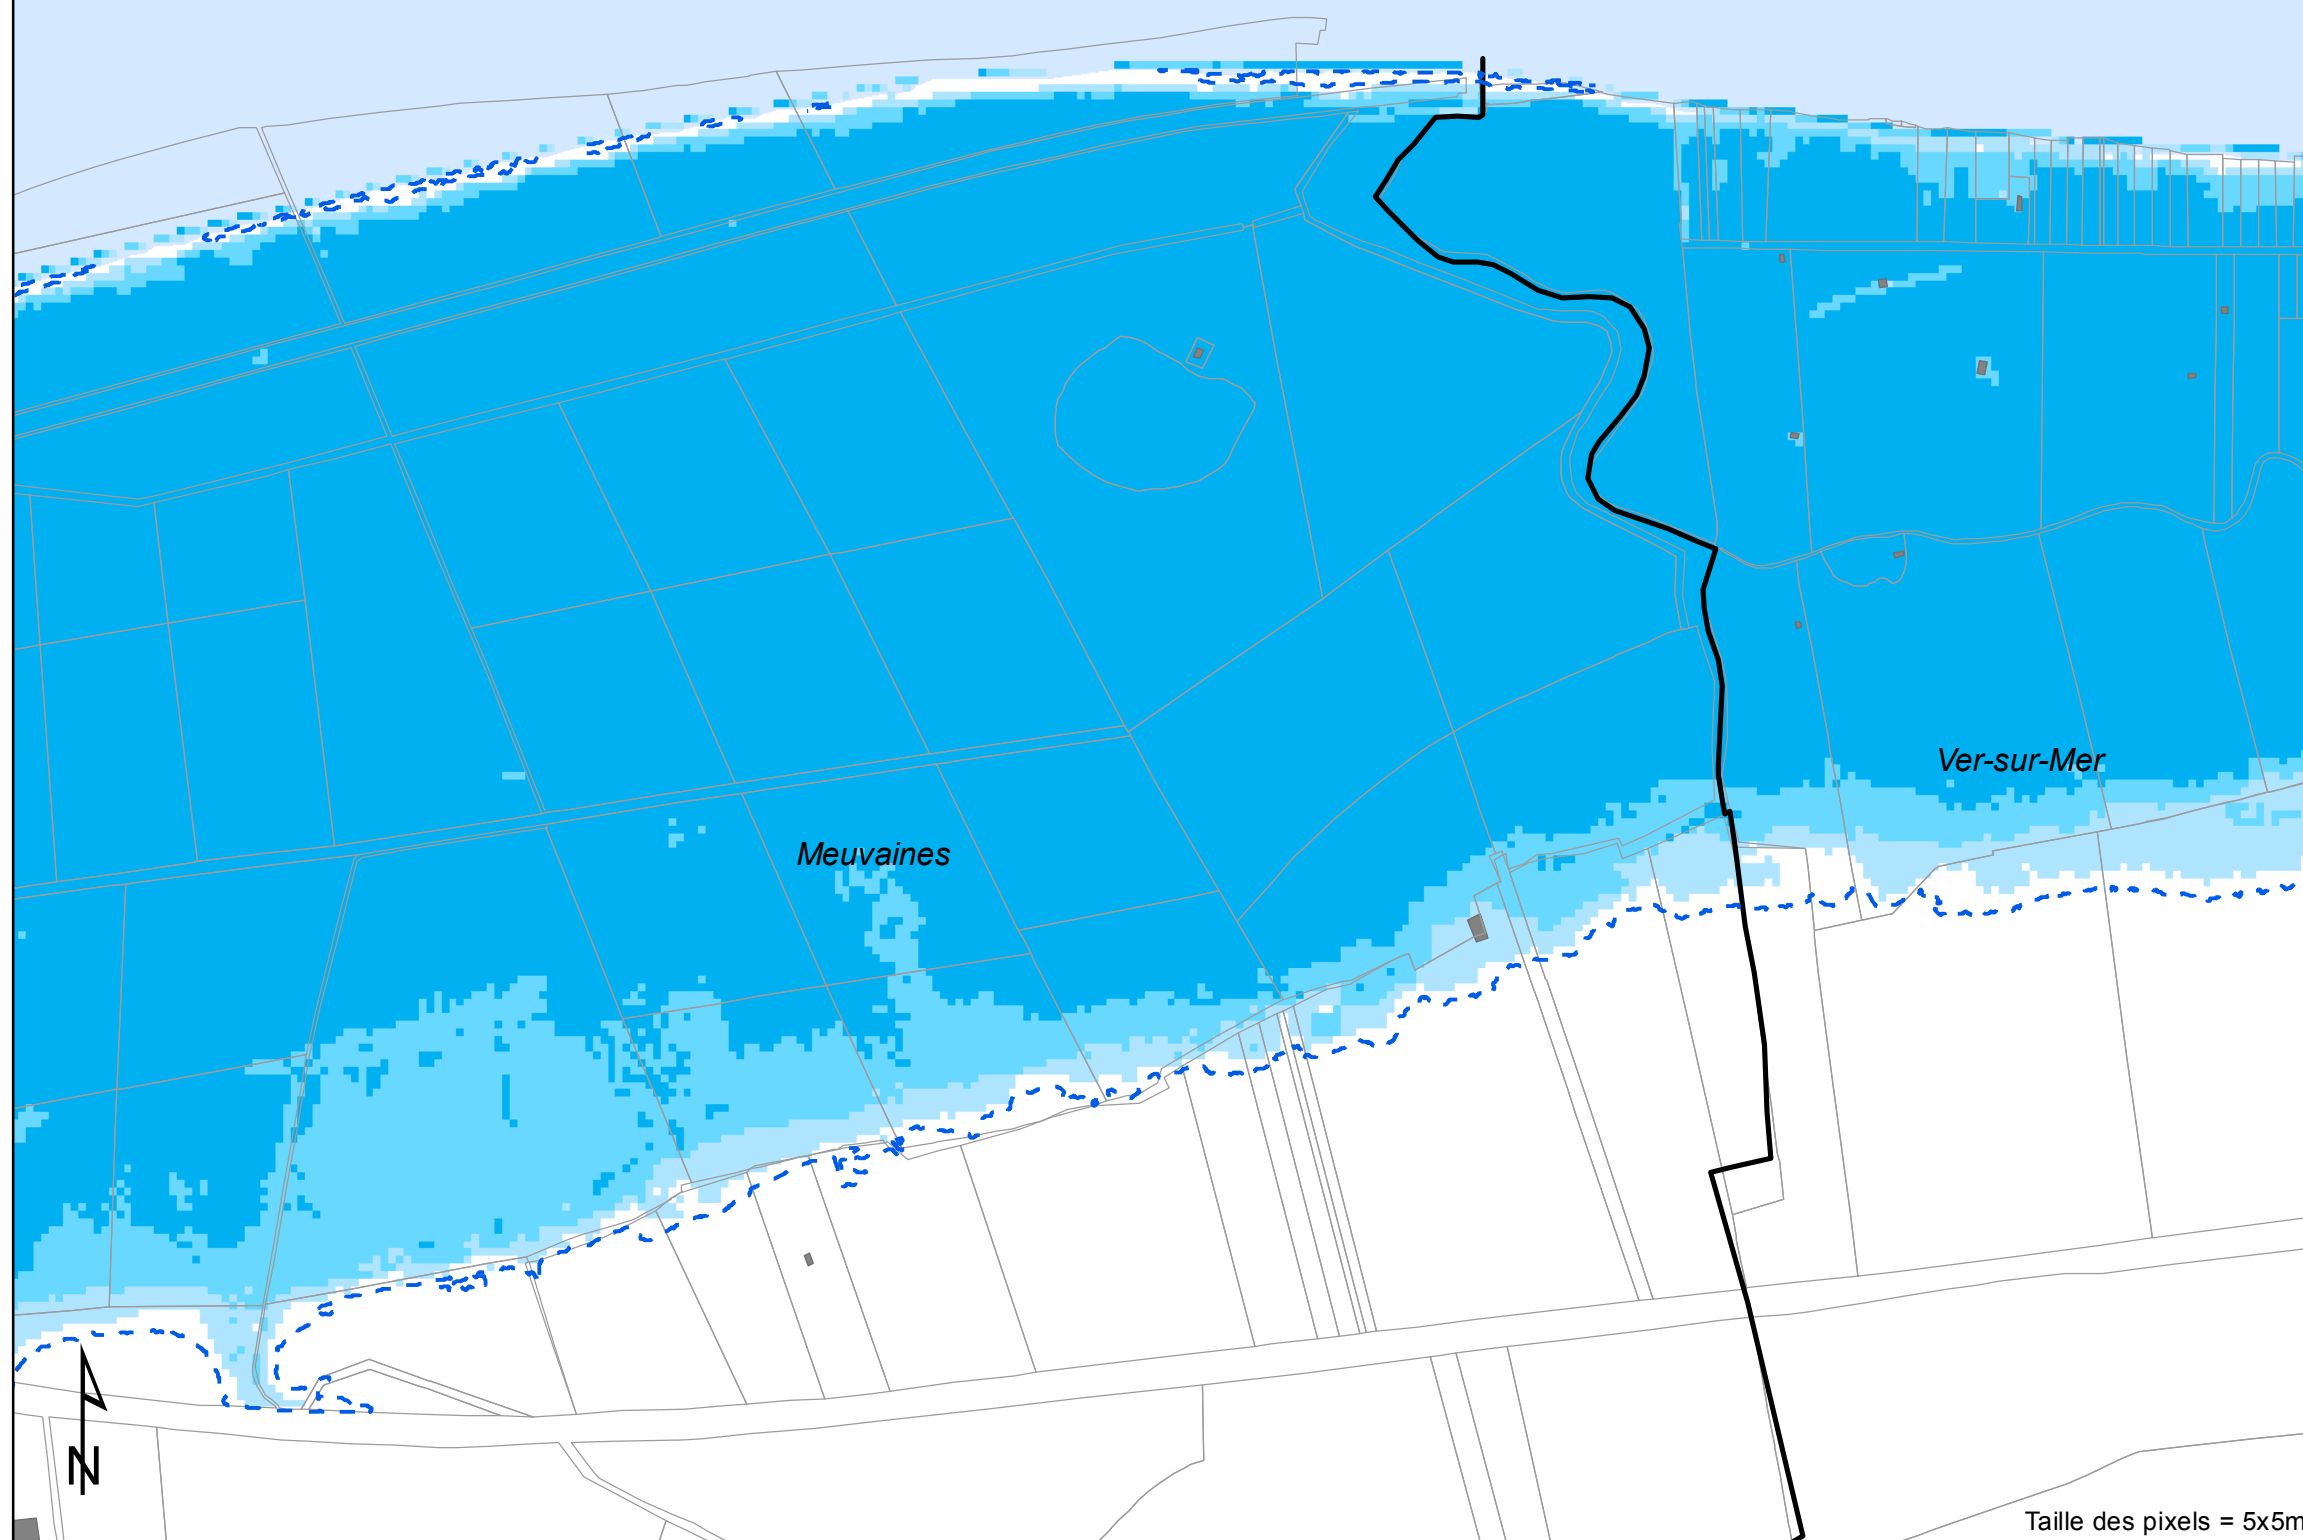 Ver-sur-Mer
Meuvaines
N
Taille des pixels = 5x5m